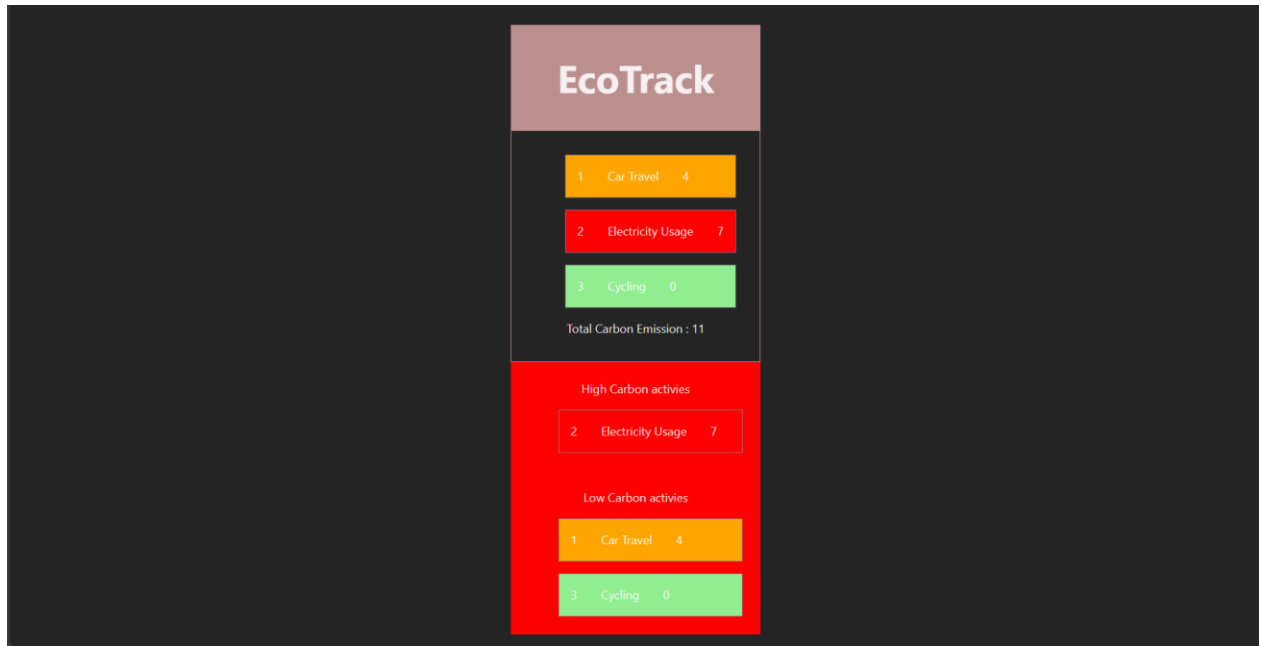 EcoTrack
1 Car Travel 4
2 Electricity Usage 7
3 Cycling 0
Total Carbon Emission : 11
High Carbon activies
2 Electricity Usage 7
Low Carbon activies
1 Car Travel 4
3 Cycling 0